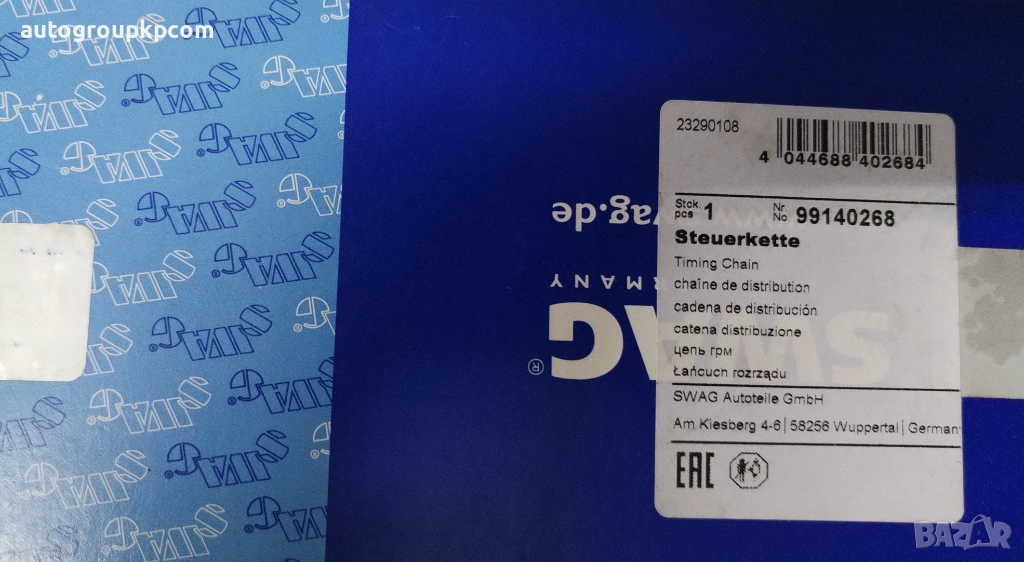 autogroupkpcom
23290108
4 044688 402684
Stck pcs 1 Nr. No. 99140268
Steuerkette
Timing Chain
chaîne de distribution
cadena de distribución
catena distribuzione
цепь грм
Łańcuch rozrządu
SWAG Autoteile GmbH
Am Kiesberg 4-6 | 58256 Wuppertal | German
EAC
SWAG®
BAZAR